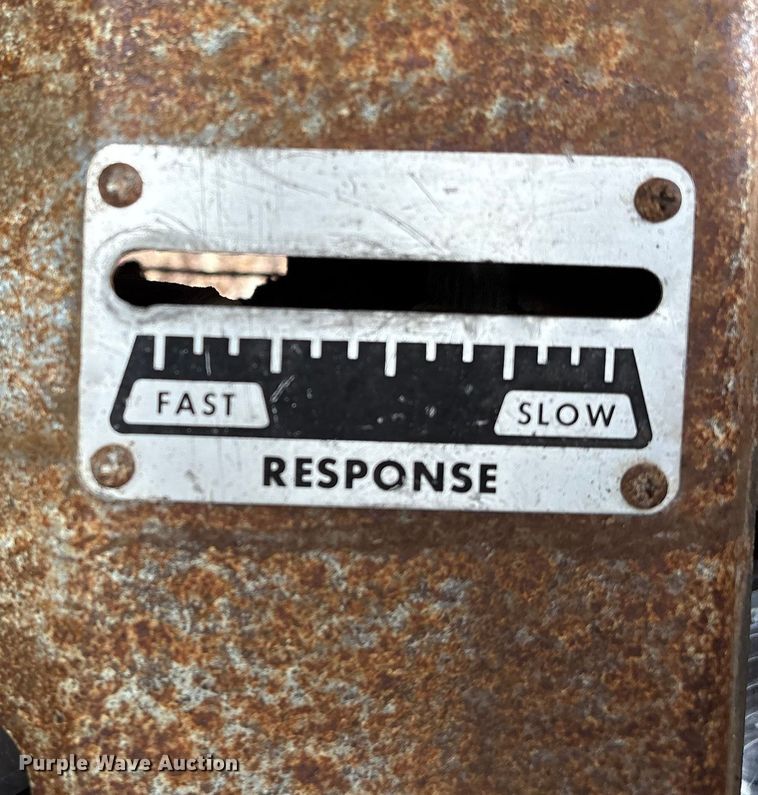 FAST SLOW
RESPONSE
Purple Wave Auction